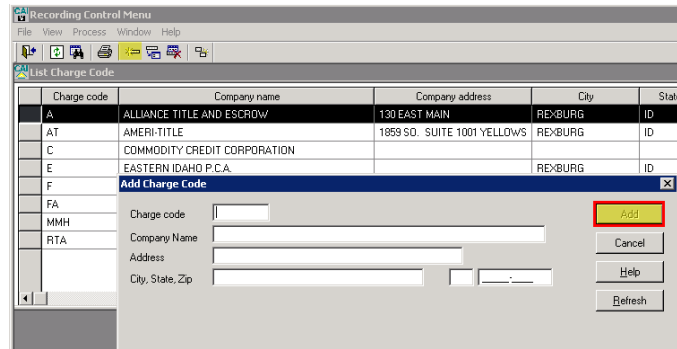 Recording Control Menu
File View Process Window Help
List Charge Code
Charge code Company name Company address City Stat
A ALLIANCE TITLE AND ESCROW 130 EAST MAIN REXBURG ID
AT AMERI-TITLE 1859 SO. SUITE 1001 YELLOWS REXBURG ID
C COMMODITY CREDIT CORPORATION
E EASTERN IDAHO P.C.A. REXBURG ID
F
FA
MMH
RTA
Add Charge Code
Charge code
Company Name
Address
City, State, Zip -
Add
Cancel
Help
Refresh